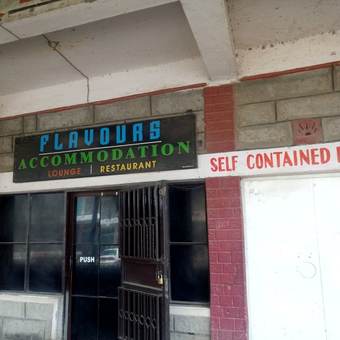 FLAVOURS
ACCOMMODATION
LOUNGE | RESTAURANT
SELF CONTAINED
PUSH